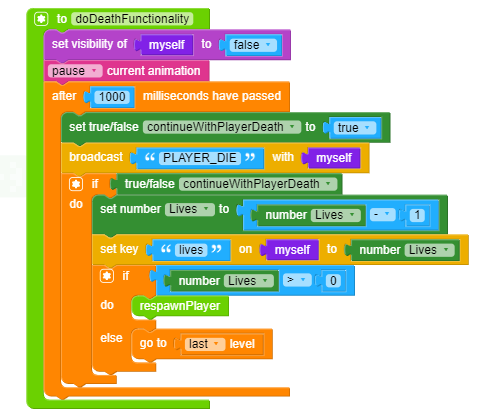 to doDeathFunctionality
set visibility of myself to false
pause current animation
after 1000 milliseconds have passed
set true/false continueWithPlayerDeath to true
broadcast “ PLAYER_DIE ” with myself
if true/false continueWithPlayerDeath
do set number Lives to number Lives - 1
set key “ lives ” on myself to number Lives
if number Lives > 0
do respawnPlayer
else go to last level